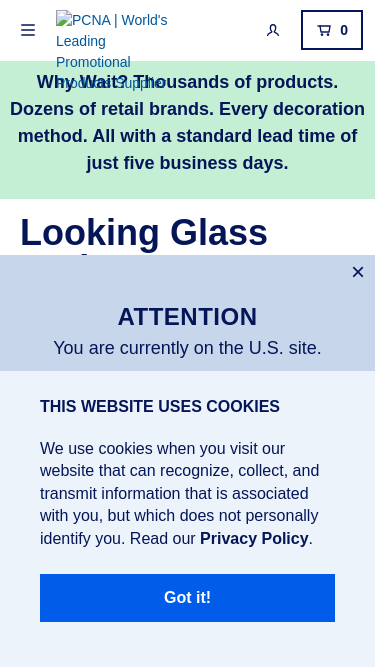 PCNA | World's
Leading
Promotional
Products Supplier
0
Why Wait? Thousands of products.
Dozens of retail brands. Every decoration
method. All with a standard lead time of
just five business days.
Looking Glass
×
ATTENTION
You are currently on the U.S. site.
THIS WEBSITE USES COOKIES
We use cookies when you visit our
website that can recognize, collect, and
transmit information that is associated
with you, but which does not personally
identify you. Read our Privacy Policy.
Got it!